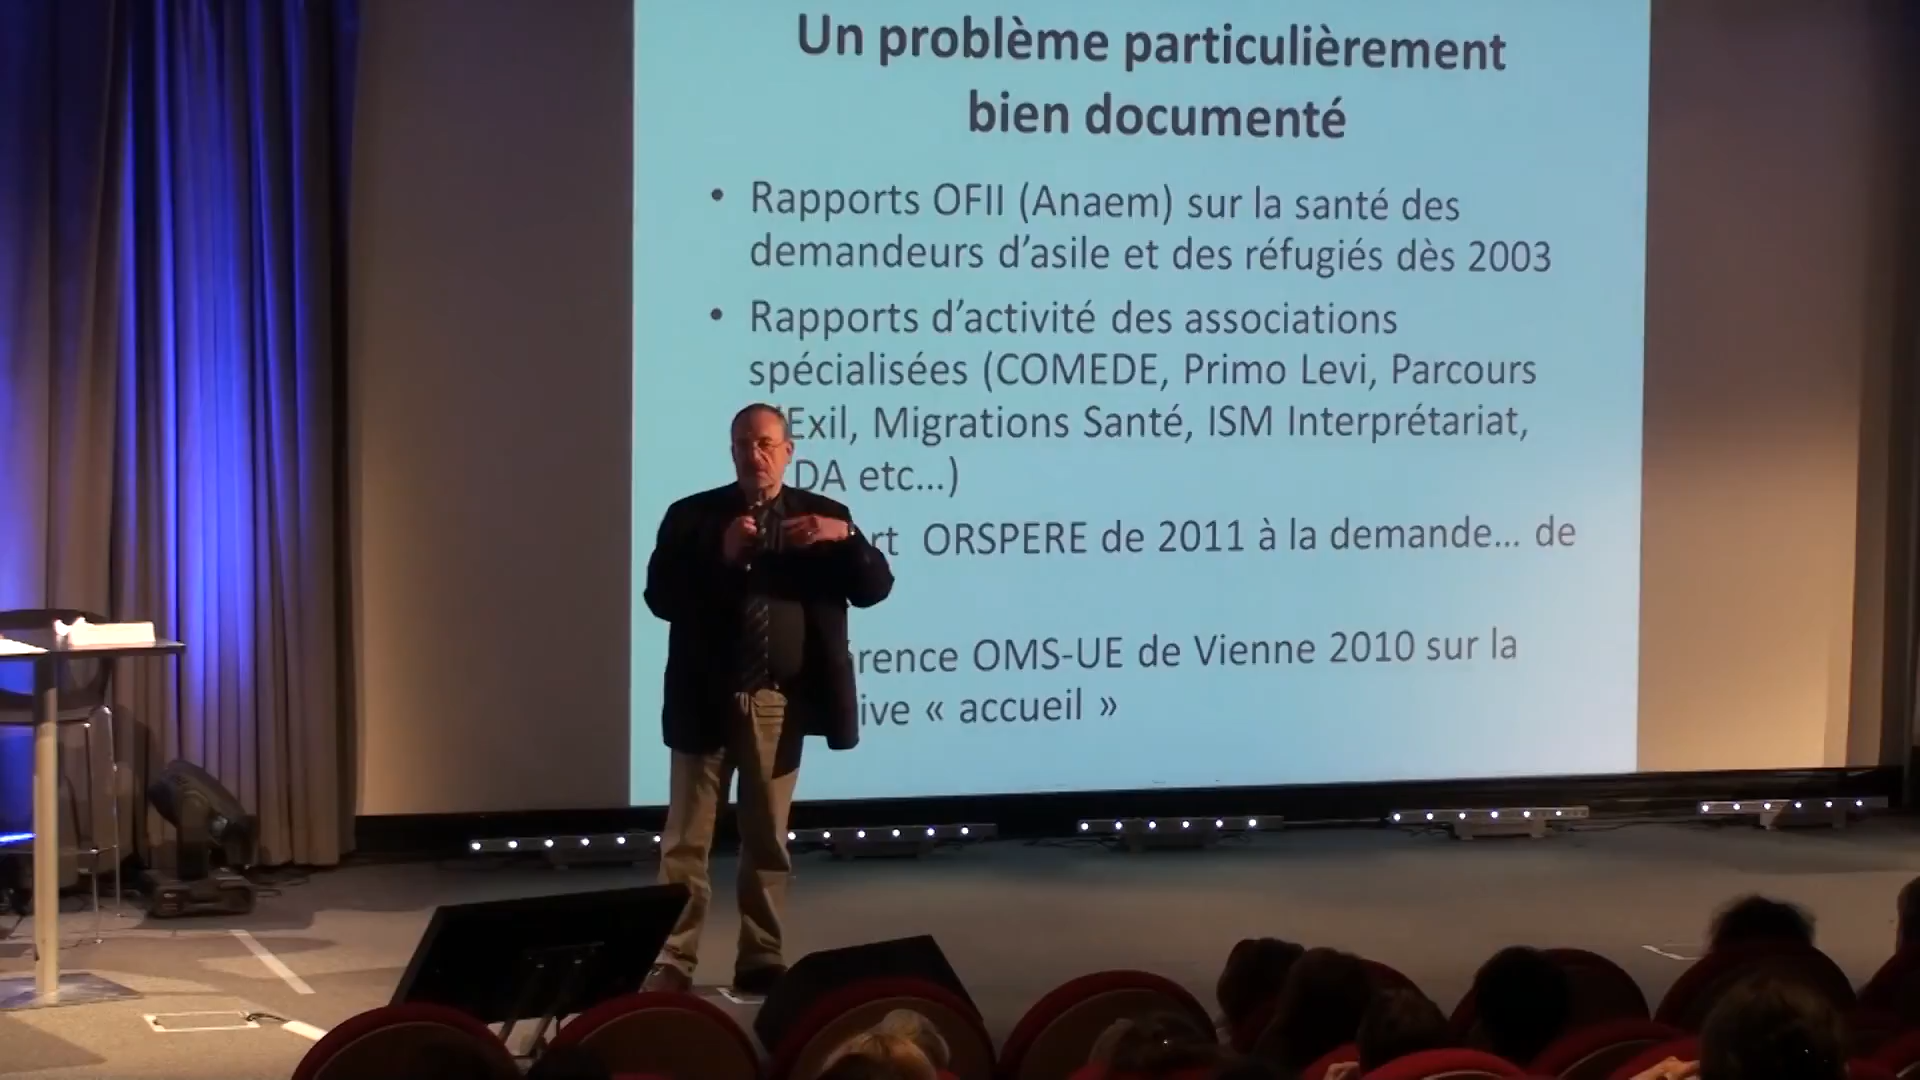 Un problème particulièrement
bien documenté
• Rapports OFII (Anaem) sur la santé des
demandeurs d’asile et des réfugiés dès 2003
• Rapports d’activité des associations
spécialisées (COMEDE, Primo Levi, Parcours
Exil, Migrations Santé, ISM Interprétariat,
etc...)
ORSPERE de 2011 à la demande... de
OMS-UE de Vienne 2010 sur la
« accueil »